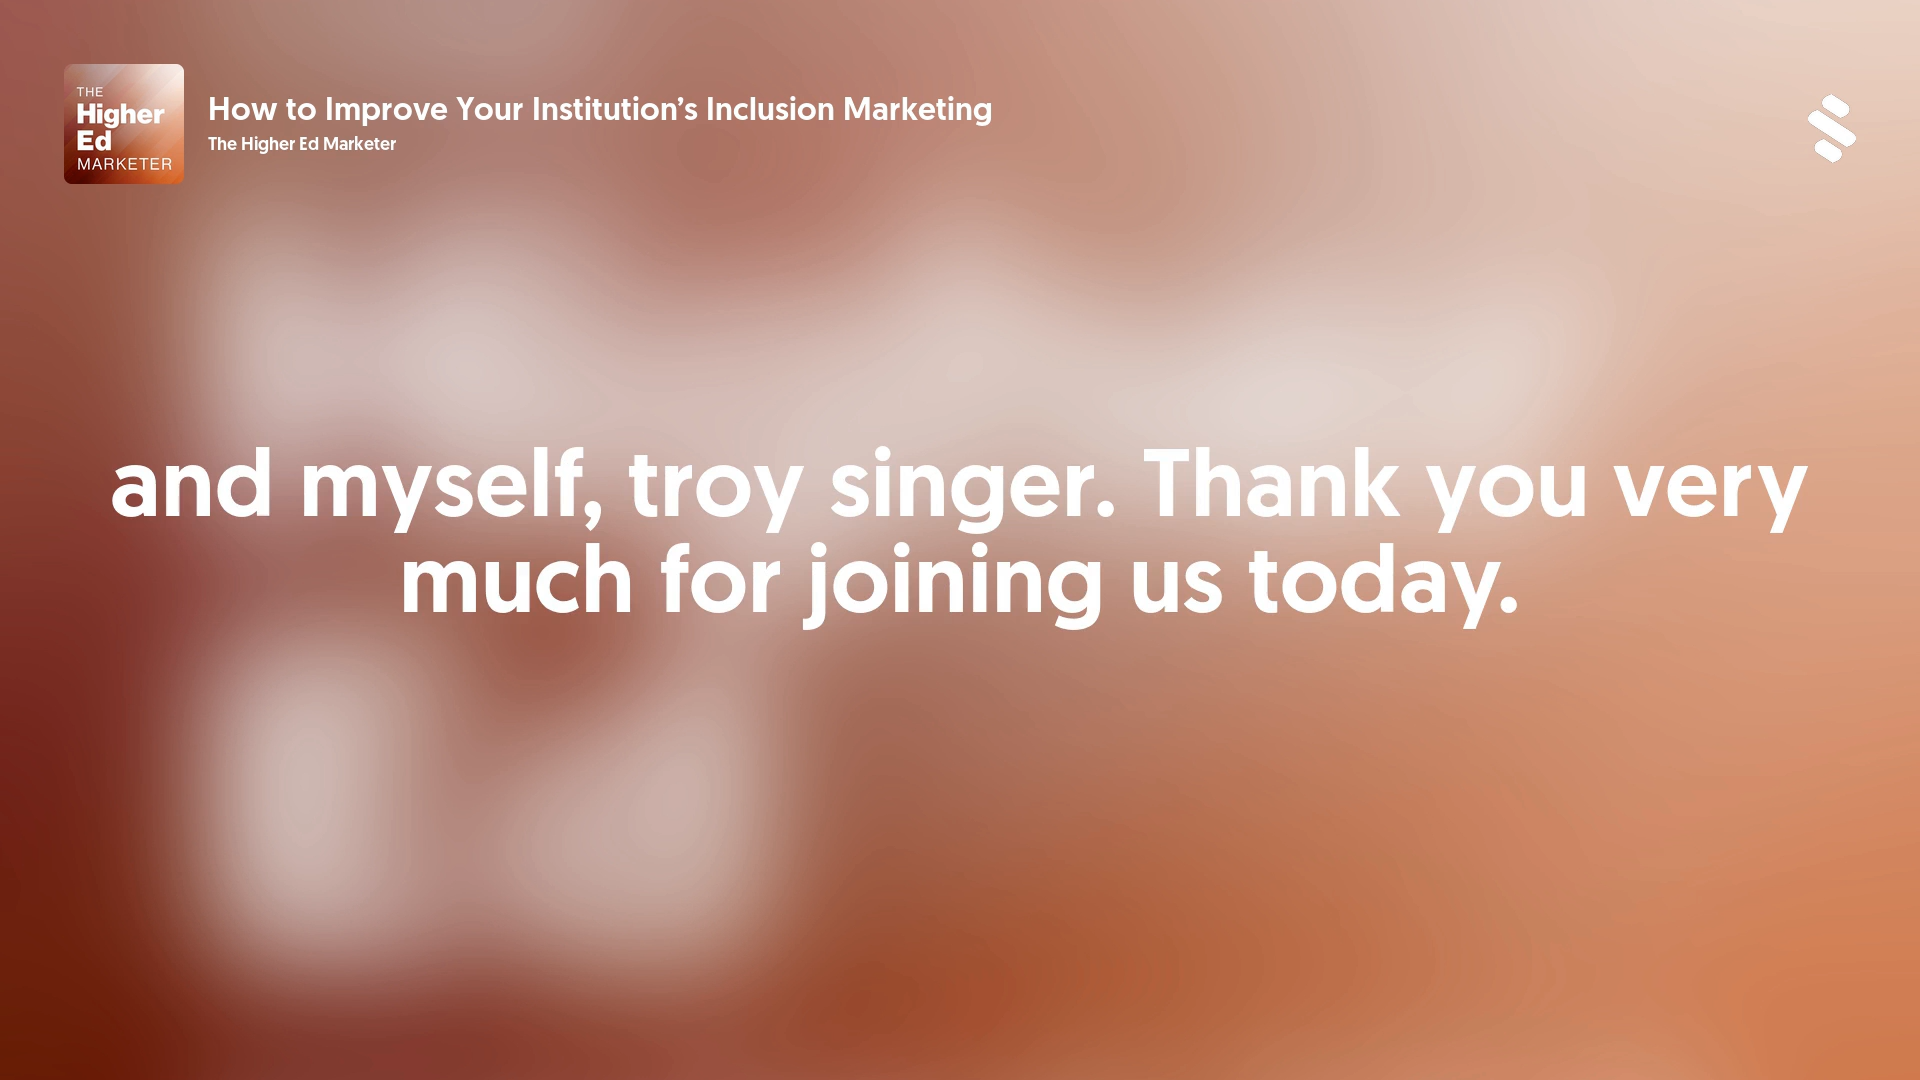 THE
Higher
Ed
MARKETER
How to Improve Your Institution’s Inclusion Marketing
The Higher Ed Marketer
and myself, troy singer. Thank you very
much for joining us today.